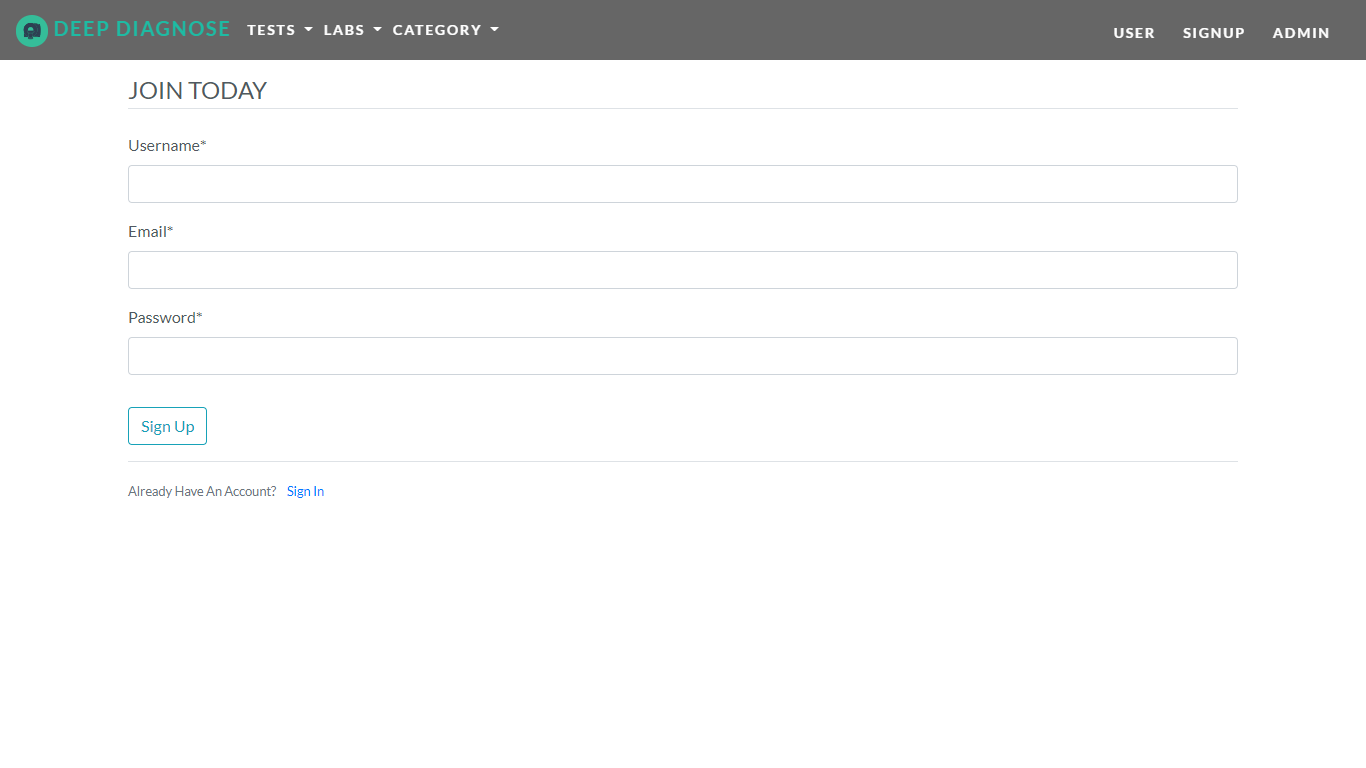 DEEP DIAGNOSE TESTS LABS CATEGORY USER SIGNUP ADMIN
JOIN TODAY
Username*
Email*
Password*
Sign Up
Already Have An Account? Sign In